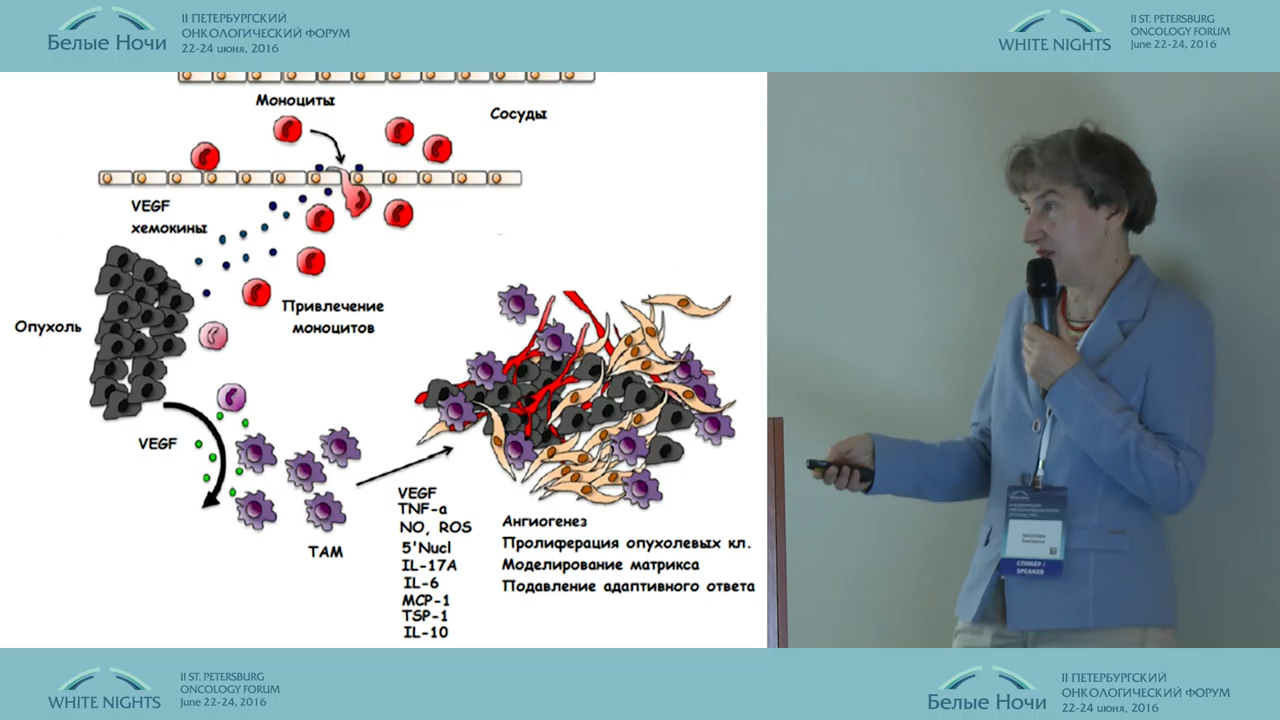 Белые Ночи
II ПЕТЕРБУРГСКИЙ
ОНКОЛОГИЧЕСКИЙ ФОРУМ
22-24 июня, 2016
WHITE NIGHTS
II ST. PETERSBURG
ONCOLOGY FORUM
June 22-24, 2016
Моноциты
Сосуды
VEGF
хемокины
Привлечение
моноцитов
Опухоль
VEGF
TAM
VEGF
TNF-a
NO, ROS
5'Nucl
IL-17A
IL-6
MCP-1
TSP-1
IL-10
Ангиогенез
Пролиферация опухолевых кл.
Моделирование матрикса
Подавление адаптивного ответа
СПИКЕР /
SPEAKER
WHITE NIGHTS
II ST. PETERSBURG
ONCOLOGY FORUM
June 22-24, 2016
Белые Ночи
II ПЕТЕРБУРГСКИЙ
ОНКОЛОГИЧЕСКИЙ ФОРУМ
22-24 июня, 2016